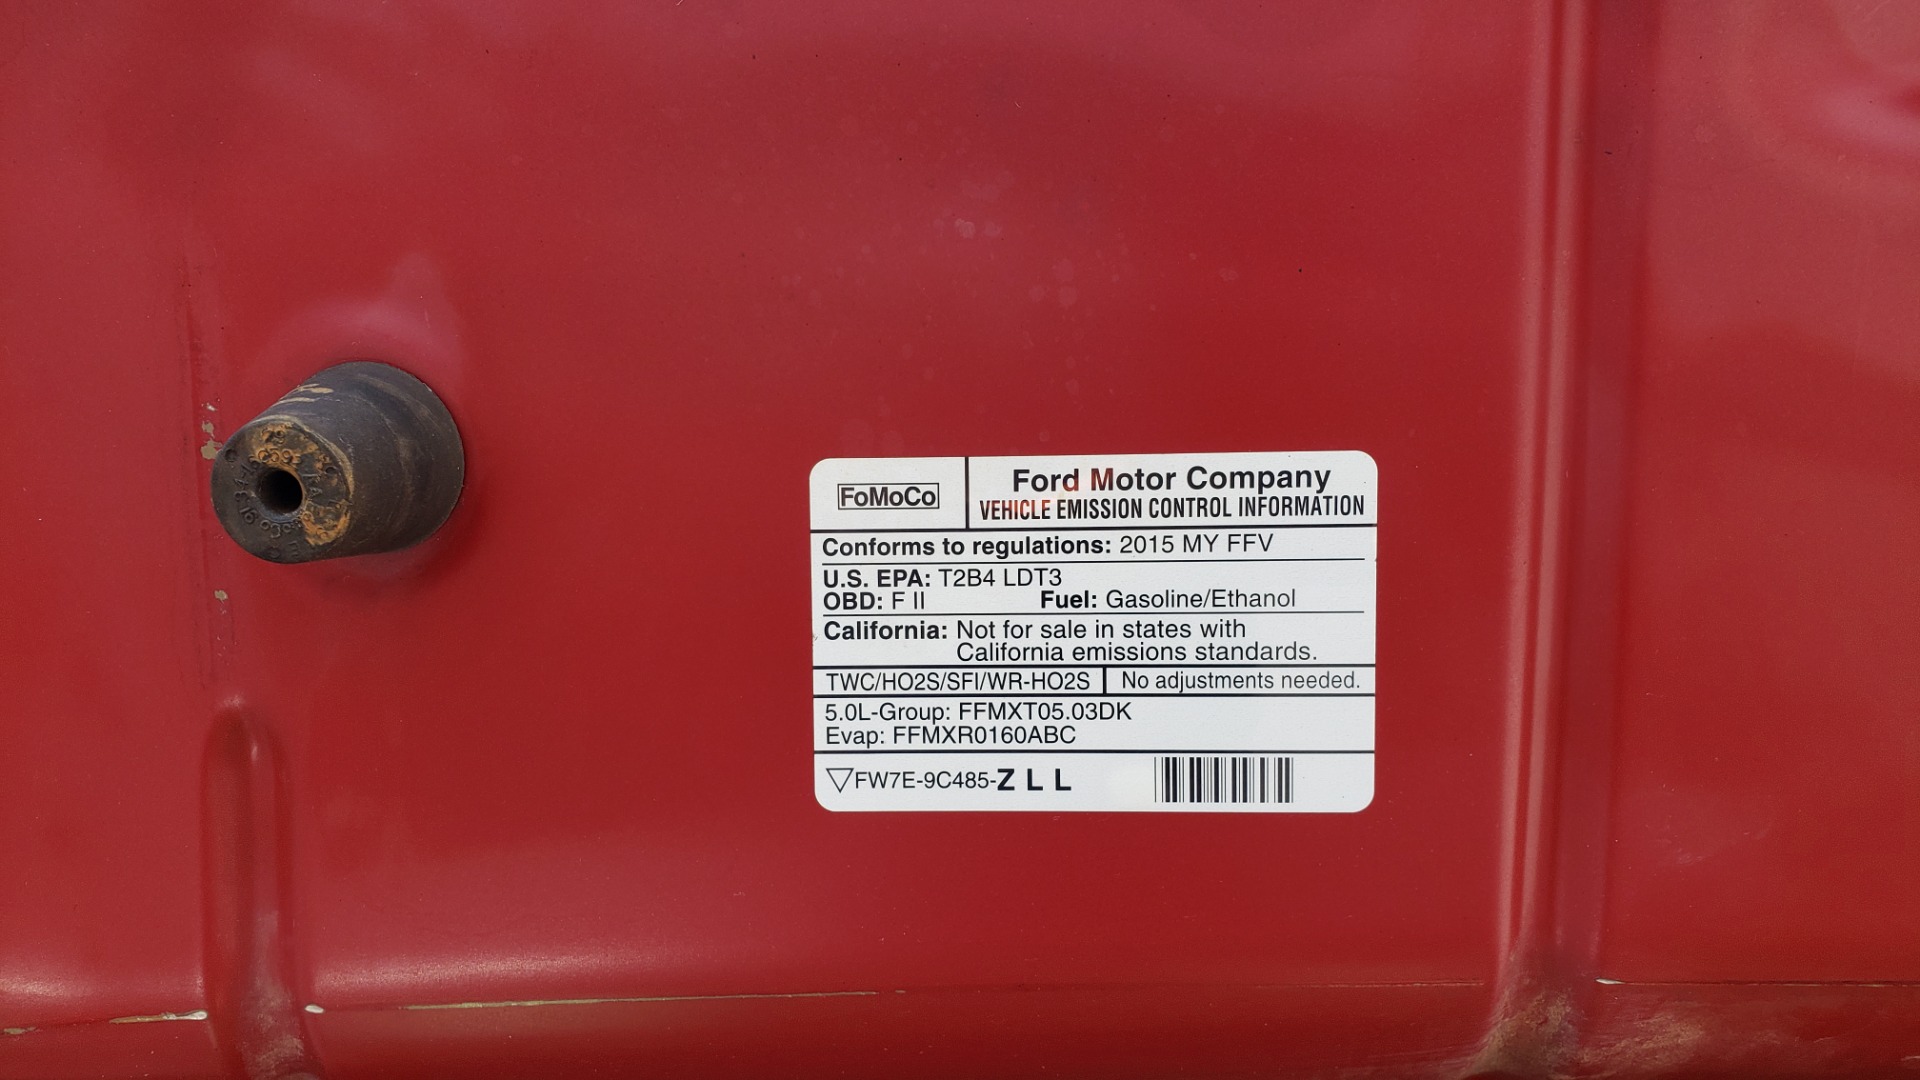 FoMoCo
Ford Motor Company
VEHICLE EMISSION CONTROL INFORMATION
Conforms to regulations: 2015 MY FFV
U.S. EPA: T2B4 LDT3
OBD: F II Fuel: Gasoline/Ethanol
California: Not for sale in states with
California emissions standards.
TWC/HO2S/SFI/WR-HO2S No adjustments needed.
5.0L-Group: FFMXT05.03DK
Evap: FFMXR0160ABC
FW7E-9C485-Z L L